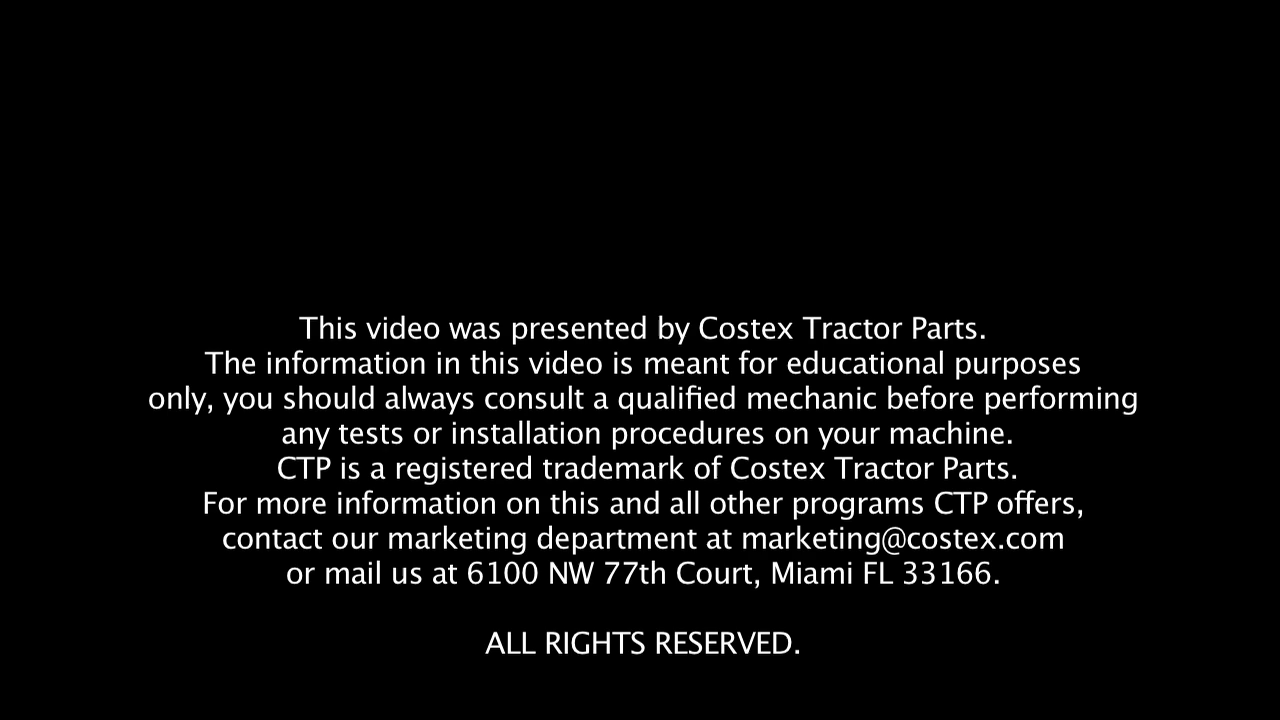 This video was presented by Costex Tractor Parts.
The information in this video is meant for educational purposes
only, you should always consult a qualified mechanic before performing
any tests or installation procedures on your machine.
CTP is a registered trademark of Costex Tractor Parts.
For more information on this and all other programs CTP offers,
contact our marketing department at marketing@costex.com
or mail us at 6100 NW 77th Court, Miami FL 33166.
ALL RIGHTS RESERVED.